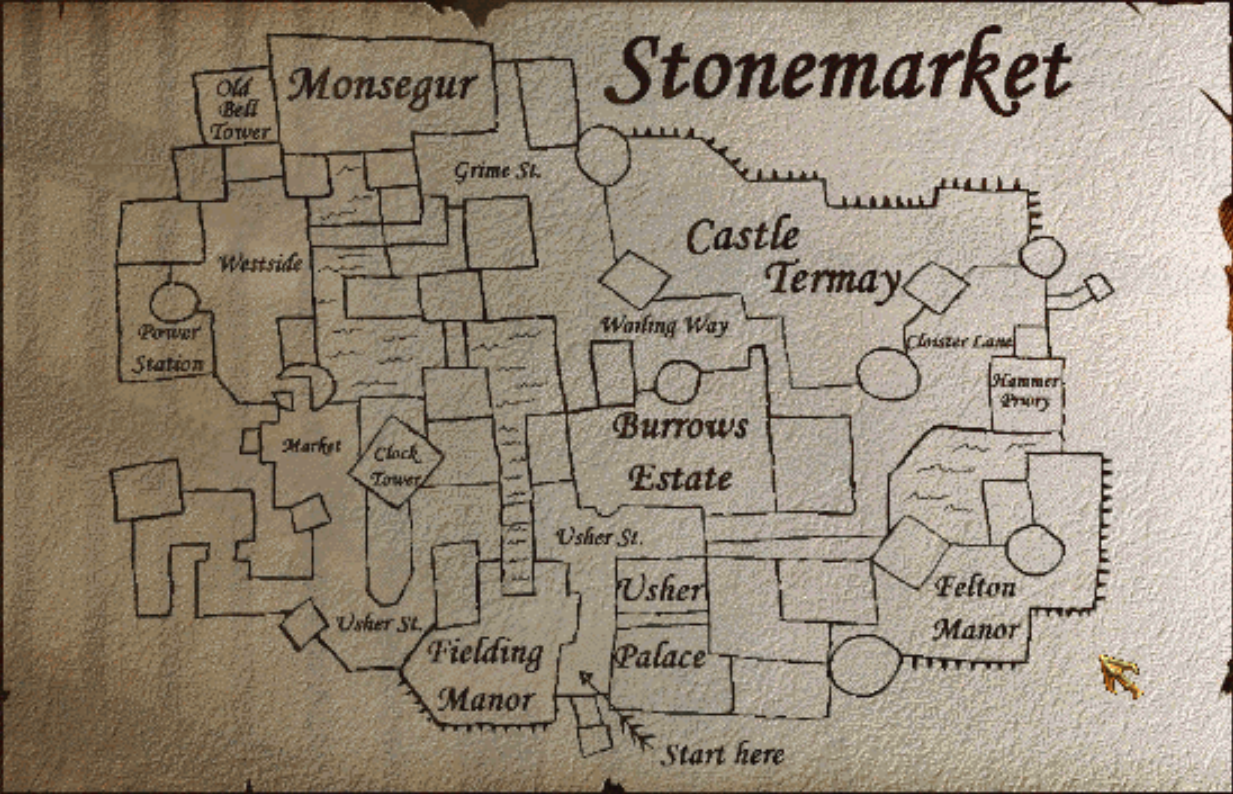 Stonemarket
Old
Bell
Tower
Monsegur
Grime St.
Castle
Termay
Westside
Power
Station
Wailing Way
Cloister Lane
Hammer
Priory
Market
Clock
Tower
Burrows
Estate
Usher St.
Usher
Palace
Felton
Manor
Usher St.
Fielding
Manor
Start here